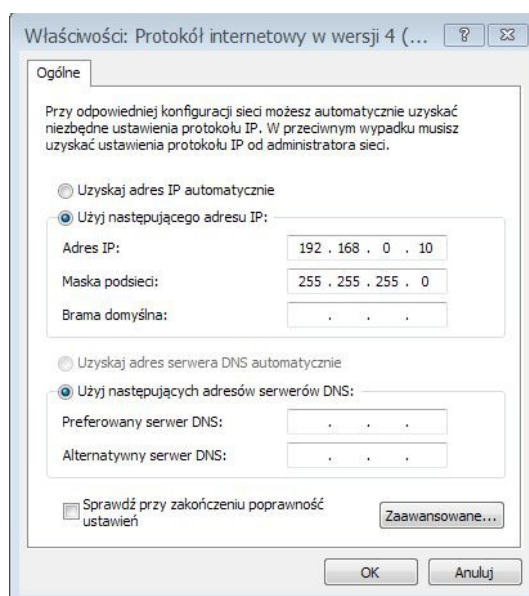 Właściwości: Protokół internetowy w wersji 4 (...
Ogólne
Przy odpowiedniej konfiguracji sieci możesz automatycznie uzyskać
niezbędne ustawienia protokołu IP. W przeciwnym wypadku musisz
uzyskać ustawienia protokołu IP od administratora sieci.
Uzyskaj adres IP automatycznie
Użyj następującego adresu IP:
Adres IP: 192 . 168 . 0 . 10
Maska podsieci: 255 . 255 . 255 . 0
Brama domyślna: . . .
Uzyskaj adres serwera DNS automatycznie
Użyj następujących adresów serwerów DNS:
Preferowany serwer DNS: . . .
Alternatywny serwer DNS: . . .
Sprawdź przy zakończeniu poprawność
ustawień
Zaawansowane...
OK Anuluj